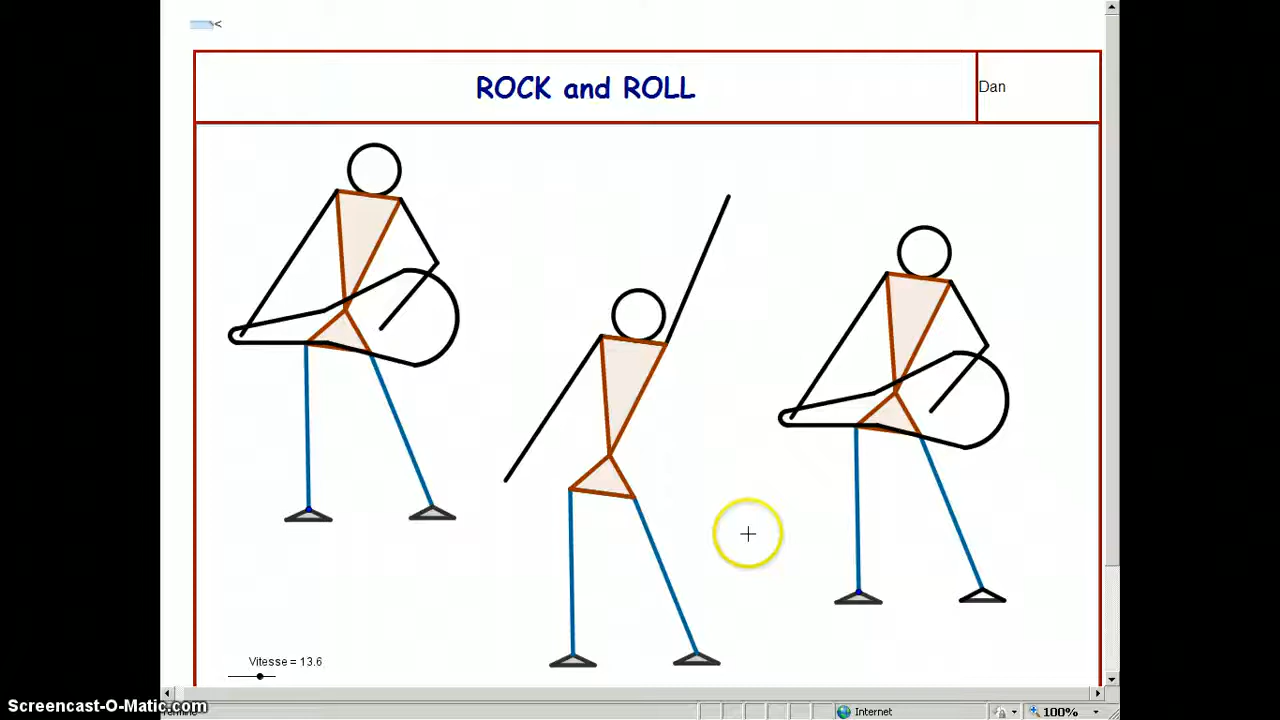 <
ROCK and ROLL
Dan
Vitesse = 13.6
Screencast-O-Matic.com
Internet
100%